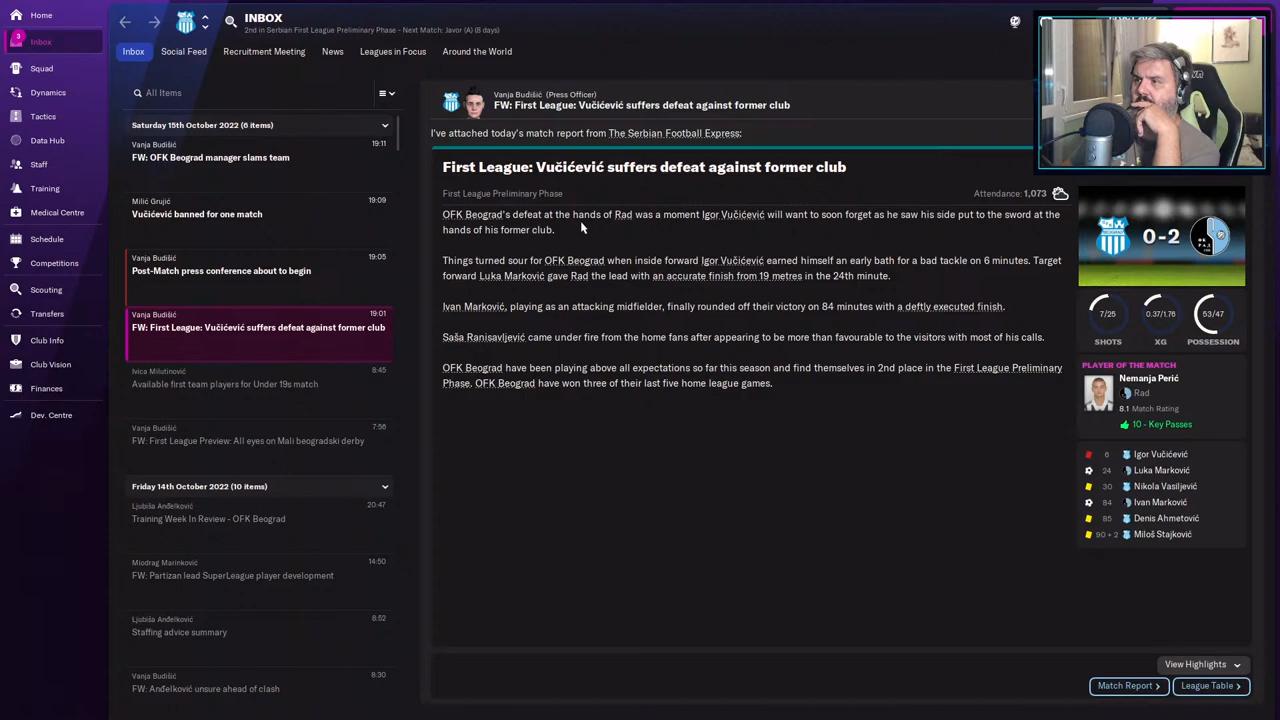 Home
INBOX
2nd in Serbian First League Preliminary Phase - Next Match: Javor (A) (8 days)
3
Inbox
Inbox
Social Feed
Recruitment Meeting
News
Leagues in Focus
Around the World
Squad
Dynamics
Tactics
Data Hub
Staff
Training
Medical Centre
Schedule
Competitions
Scouting
Transfers
Club Info
Club Vision
Finances
Dev. Centre
All Items
Saturday 15th October 2022 (6 items)
Vanja Budišić 19:11
FW: OFK Beograd manager slams team
Milić Grujić 19:09
Vučićević banned for one match
Vanja Budišić 19:05
Post-Match press conference about to begin
Vanja Budišić 19:01
FW: First League: Vučićević suffers defeat against former club
Ivica Milutinović 8:45
Available first team players for Under 19s match
Vanja Budišić 7:56
FW: First League Preview: All eyes on Mali beogradski derby
Friday 14th October 2022 (10 items)
Ljubiša Anđelković 20:47
Training Week In Review - OFK Beograd
Miodrag Marinković 14:50
FW: Partizan lead SuperLeague player development
Ljubiša Anđelković 8:52
Staffing advice summary
Vanja Budišić 8:30
FW: Anđelković unsure ahead of clash
Vanja Budišić (Press Officer)
FW: First League: Vučićević suffers defeat against former club
I've attached today's match report from The Serbian Football Express:
First League: Vučićević suffers defeat against former club
First League Preliminary Phase
Attendance: 1,073
OFK Beograd's defeat at the hands of Rad was a moment Igor Vučićević will want to soon forget as he saw his side put to the sword at the
hands of his former club.
Things turned sour for OFK Beograd when inside forward Igor Vučićević earned himself an early bath for a bad tackle on 6 minutes. Target
forward Luka Marković gave Rad the lead with an accurate finish from 19 metres in the 24th minute.
Ivan Marković, playing as an attacking midfielder, finally rounded off their victory on 84 minutes with a deftly executed finish.
Saša Ranisavljević came under fire from the home fans after appearing to be more than favourable to the visitors with most of his calls.
OFK Beograd have been playing above all expectations so far this season and find themselves in 2nd place in the First League Preliminary
Phase. OFK Beograd have won three of their last five home league games.
0-2
7/25
SHOTS
0.37/1.76
XG
53/47
POSSESSION
PLAYER OF THE MATCH
Nemanja Perić
Rad
8.1 Match Rating
10 - Key Passes
6 Igor Vučićević
24 Luka Marković
30 Nikola Vasiljević
84 Ivan Marković
85 Denis Ahmetović
90 + 2 Miloš Stajković
View Highlights
Match Report
League Table